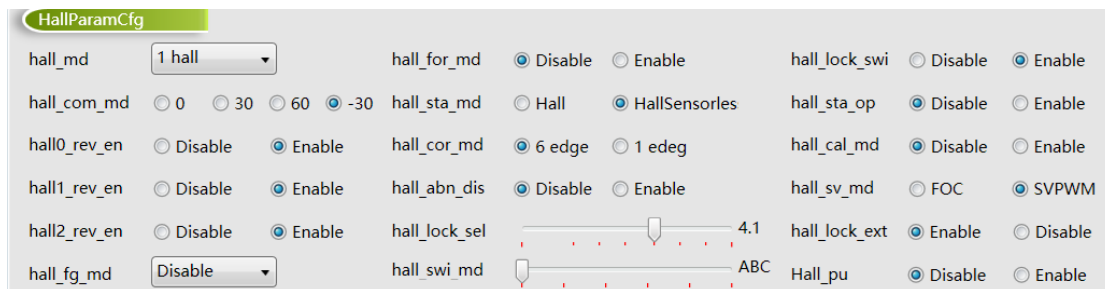 HallParamCfg
hall_md 1 hall hall_for_md Disable Enable hall_lock_swi Disable Enable
hall_com_md 0 30 60 -30 hall_sta_md Hall HallSensorles hall_sta_op Disable Enable
hall0_rev_en Disable Enable hall_cor_md 6 edge 1 edeg hall_cal_md Disable Enable
hall1_rev_en Disable Enable hall_abn_dis Disable Enable hall_sv_md FOC SVPWM
hall2_rev_en Disable Enable hall_lock_sel 4.1 hall_lock_ext Enable Disable
hall_fg_md Disable hall_swi_md ABC Hall_pu Disable Enable